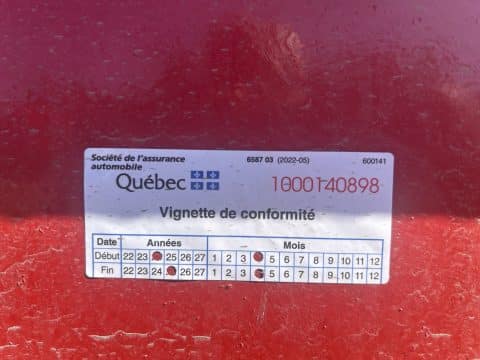 Société de l'assurance
automobile
Québec
6587 03 (2022-05)
600141
1000140898
Vignette de conformité
Date Années Mois
Début 22 23 25 26 27 1 2 3 5 6 7 8 9 10 11 12
Fin 22 23 24 26 27 1 2 3 5 6 7 8 9 10 11 12